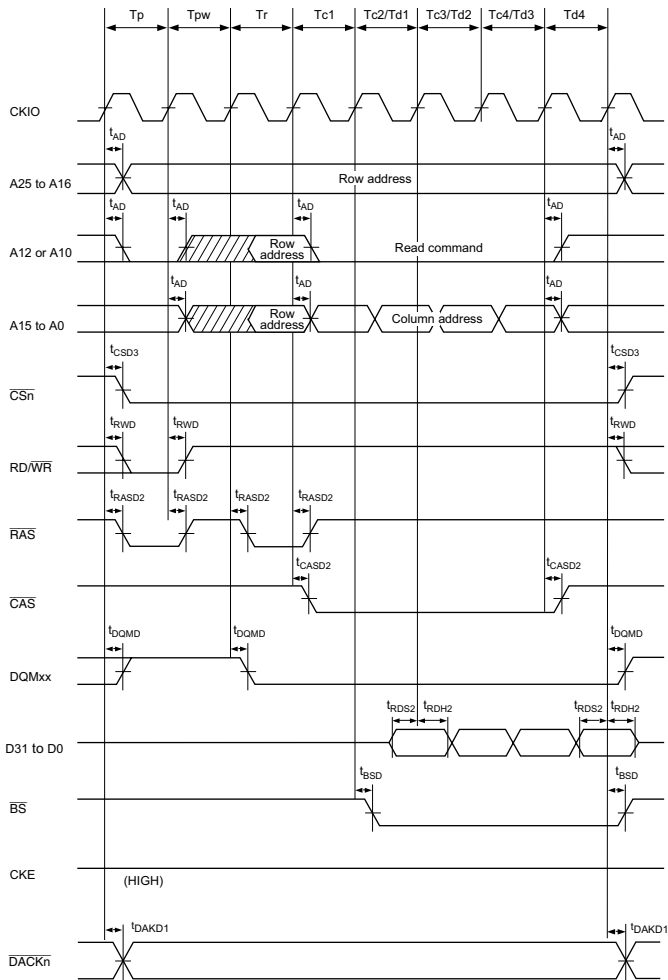 Tp Tpw Tr Tc1 Tc2/Td1 Tc3/Td2 Tc4/Td3 Td4
CKIO
tAD tAD
A25 to A16 Row address
tAD tAD tAD tAD
A12 or A10 Row address Read command
tAD tAD tAD
A15 to A0 Row address Column address
tCSD3 tCSD3
CSn
tRWD tRWD tRWD
RD/WR
tRASD2 tRASD2 tRASD2 tRASD2
RAS
tCASD2 tCASD2
CAS
tDQMD tDQMD tDQMD
DQMxx
tRDS2 tRDH2 tRDS2 tRDH2
D31 to D0
tBSD tBSD
BS
CKE
(HIGH)
tDAKD1 tDAKD1
DACKn